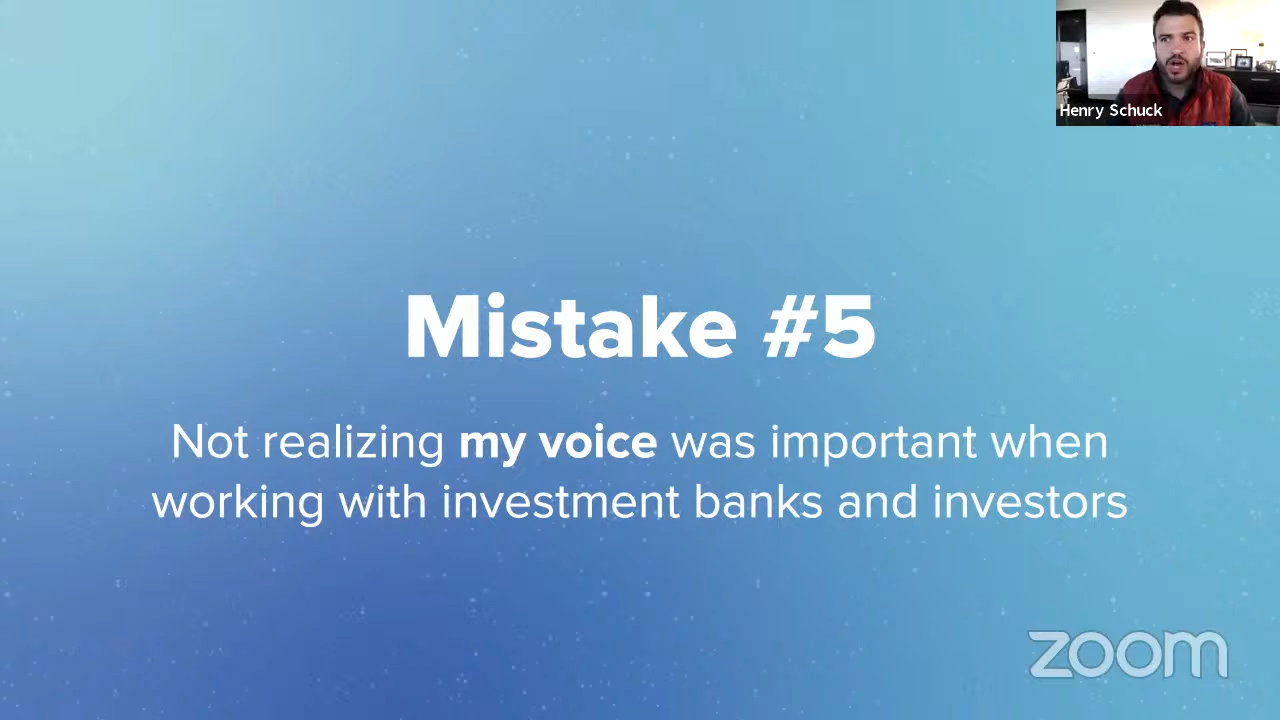 Henry Schuck
Mistake #5
Not realizing my voice was important when
working with investment banks and investors
zoom